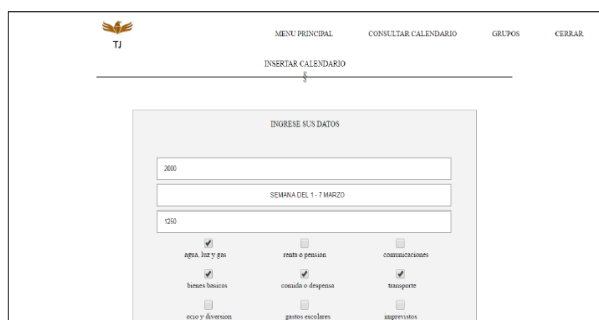 TJ
MENU PRINCIPAL CONSULTAR CALENDARIO GRUPOS CERRAR
INSERTAR CALENDARIO
INGRESE SUS DATOS
2000
SEMANA DEL 1 - 7 MARZO
1250
agua, luz y gas renta o pension comunicaciones
bienes basicos comida o despensa transporte
ocio y diversion gastos escolares imprevistos